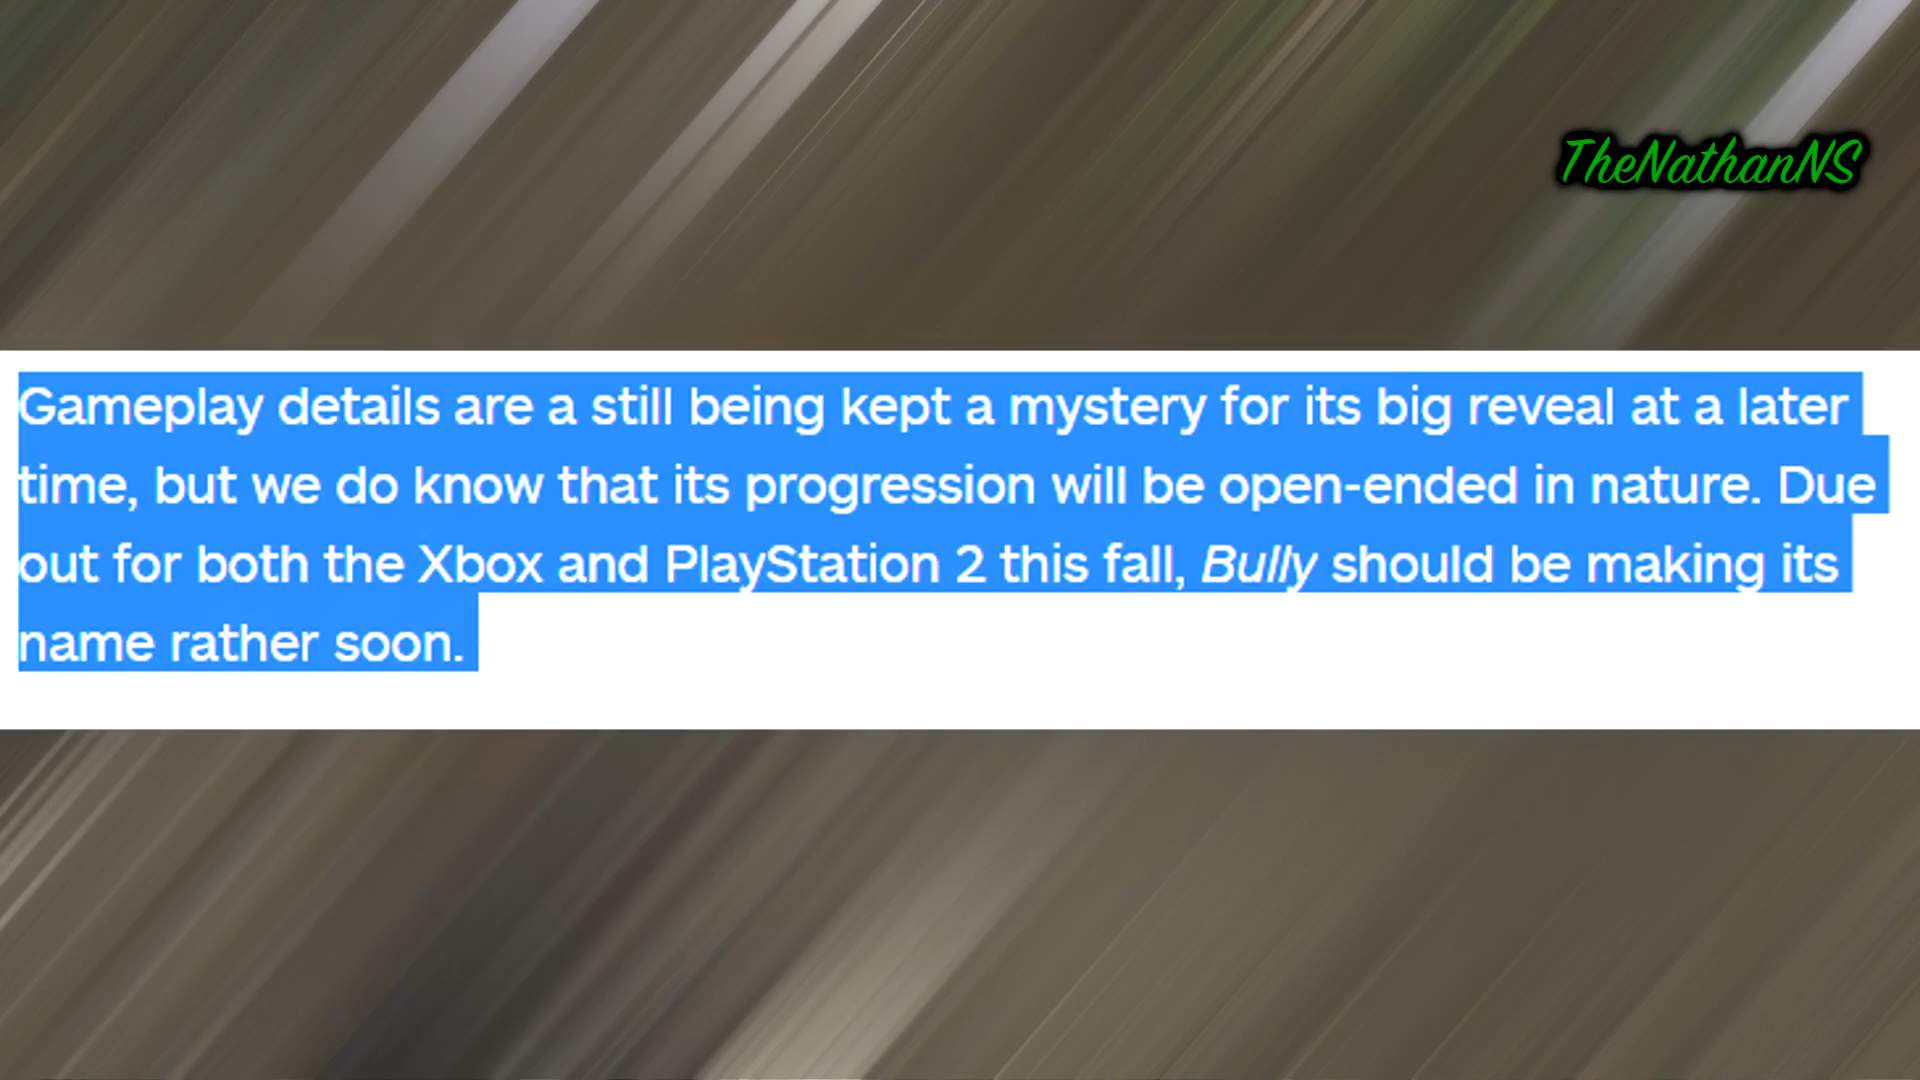 TheNathanNS
Gameplay details are a still being kept a mystery for its big reveal at a later
time, but we do know that its progression will be open-ended in nature. Due
out for both the Xbox and PlayStation 2 this fall, Bully should be making its
name rather soon.